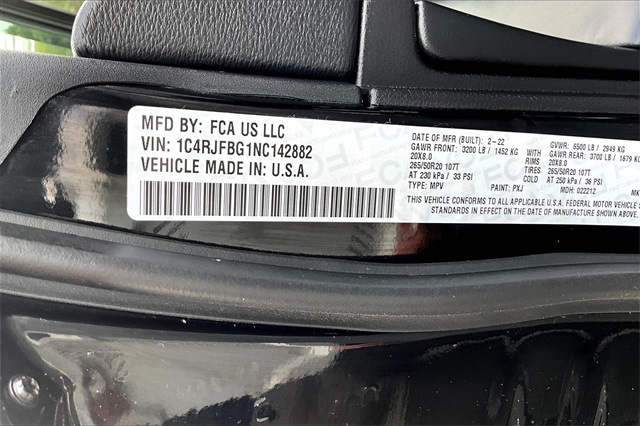 MFD BY: FCA US LLC
VIN: 1C4RJFBG1NC142882
VEHICLE MADE IN: U.S.A.
DATE OF MFR (BUILT): 2-22 GVWR: 6500 LB / 2949 KG
GAWR FRONT: 3200 LB / 1452 KG GAWR REAR: 3700 LB / 1679 KG
20X8.0 RIMS 20X8.0
265/50R20 107T TIRES 265/50R20 107T
AT 230 kPa / 33 PSI COLD AT 250 kPa / 36 PSI
TYPE: MPV PAINT: PXJ MDH: 022212
THIS VEHICLE CONFORMS TO ALL APPLICABLE U.S.A. FEDERAL MOTOR VEHICLE
STANDARDS IN EFFECT ON THE DATE OF MANUFACTURE SHOWN ABOVE.